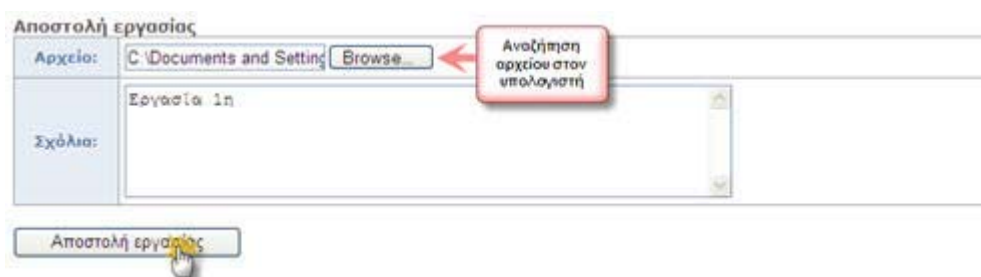 Αποστολή εργασίας
Αρχείο: C:\Documents and Setting Browse...
Αναζήτηση
αρχείου στον
υπολογιστή
Εργασία 1η
Σχόλια:
Αποστολή εργασίας